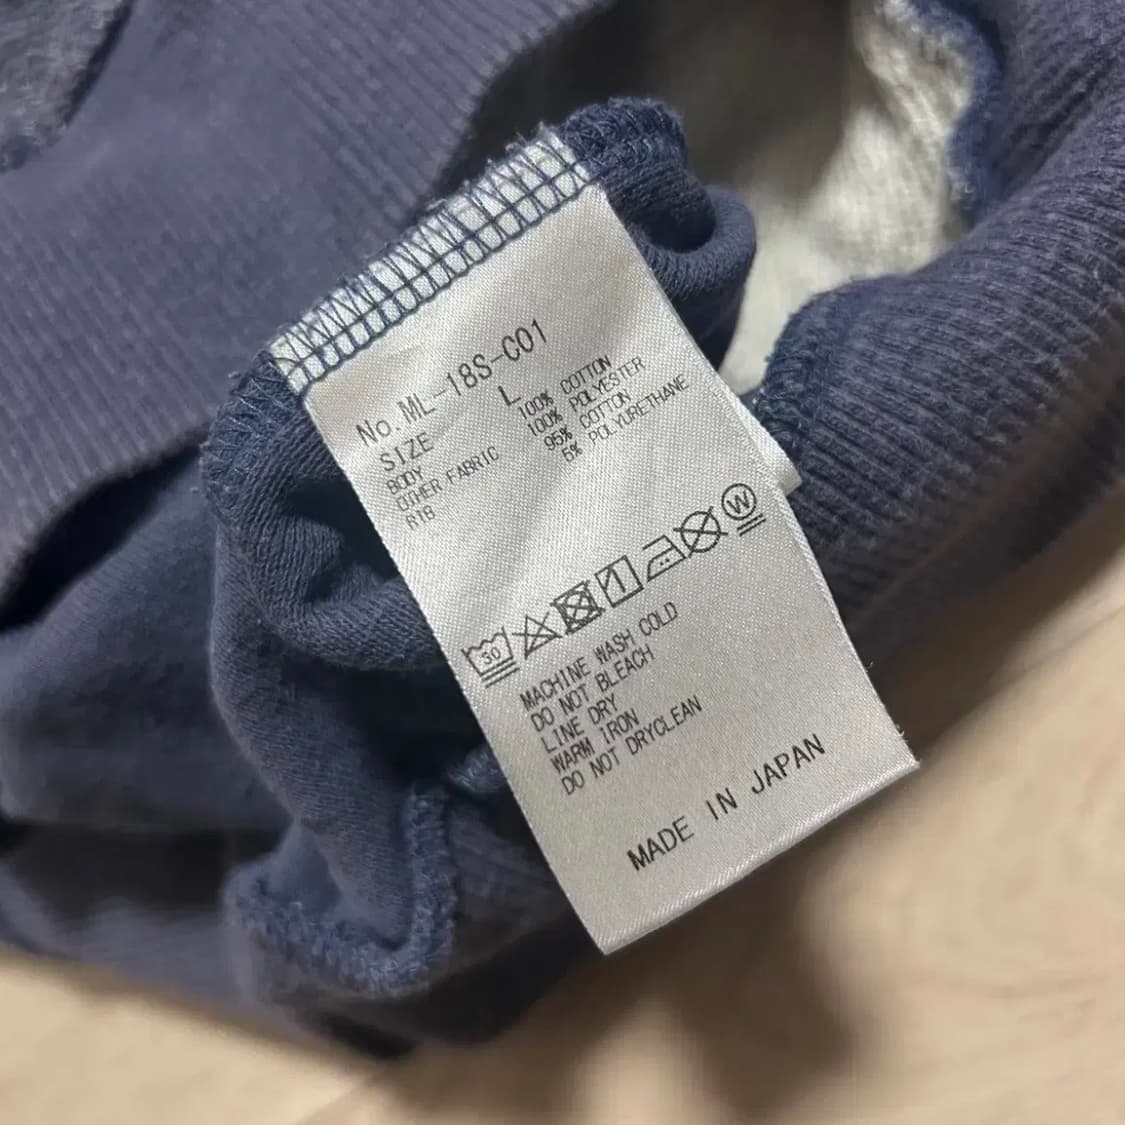 No. ML-18S-C01
SIZE L
BODY 100% COTTON
OTHER FABRIC 100% POLYESTER
RIB 95% COTTON
5% POLYURETHANE
30 W
MACHINE WASH COLD
DO NOT BLEACH
LINE DRY
WARM IRON
DO NOT DRYCLEAN
MADE IN JAPAN